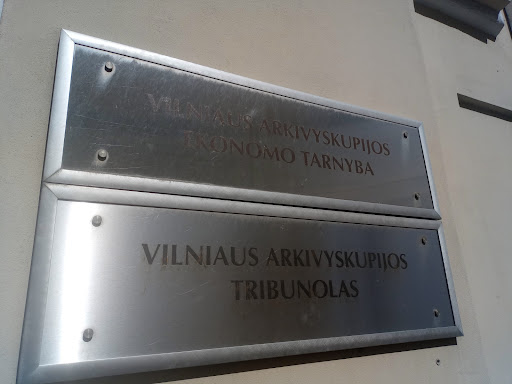 VILNIAUS ARKIVYSKUPIJOS
EKONOMO TARNYBA
VILNIAUS ARKIVYSKUPIJOS
TRIBUNOLAS